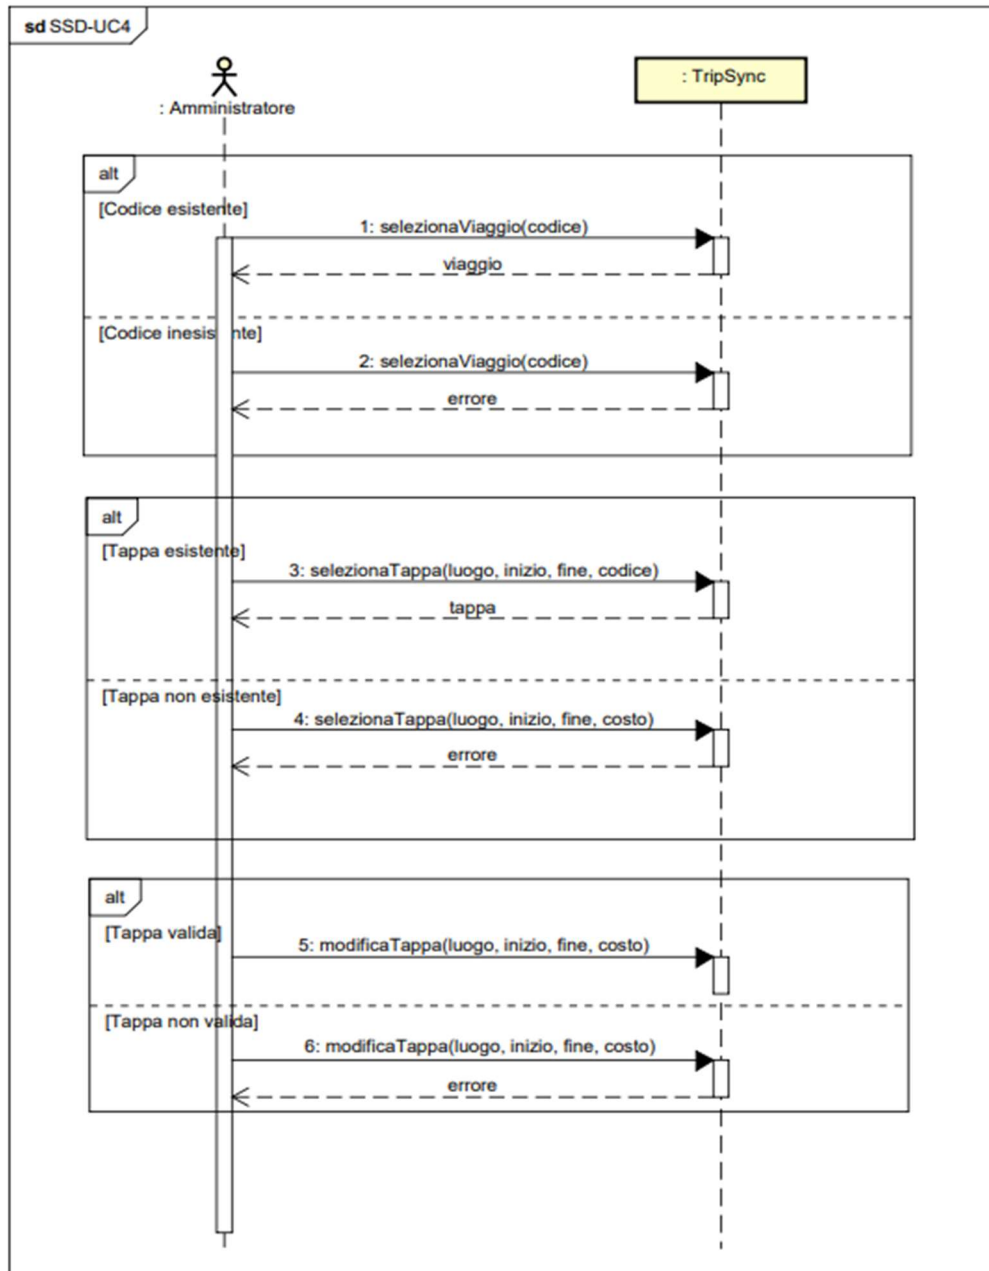 sd SSD-UC4
: Amministratore
: TripSync
alt
[Codice esistente]
1: selezionaViaggio(codice)
viaggio
[Codice inesistente]
2: selezionaViaggio(codice)
errore
alt
[Tappa esistente]
3: selezionaTappa(luogo, inizio, fine, codice)
tappa
[Tappa non esistente]
4: selezionaTappa(luogo, inizio, fine, costo)
errore
alt
[Tappa valida]
5: modificaTappa(luogo, inizio, fine, costo)
[Tappa non valida]
6: modificaTappa(luogo, inizio, fine, costo)
errore